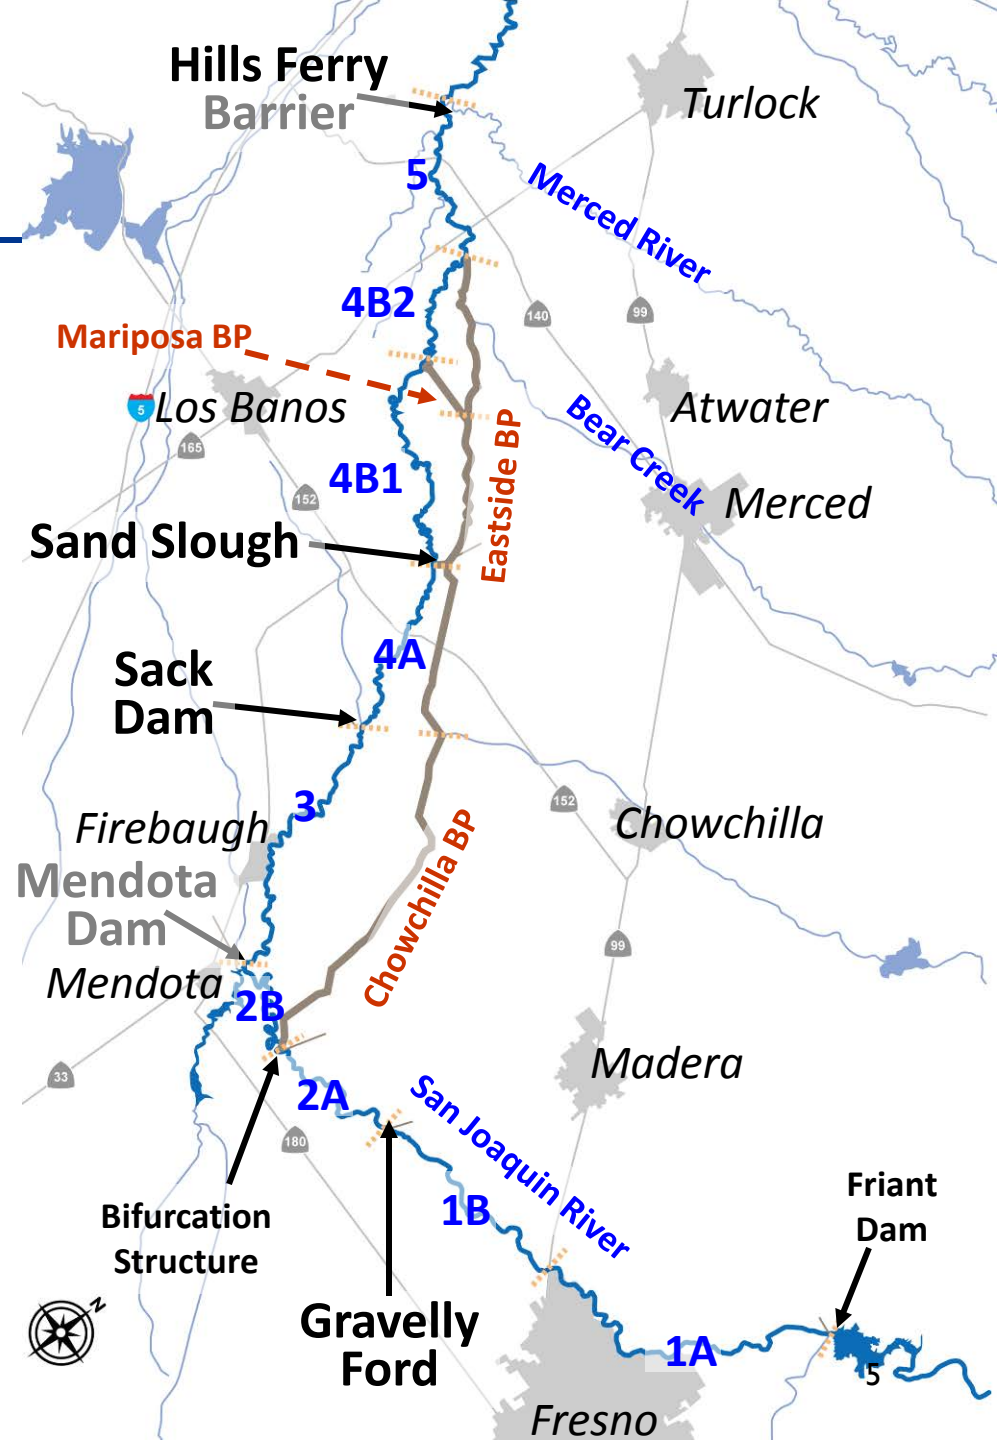 Hills Ferry
Barrier
Turlock
5
Merced River
4B2
140
99
Mariposa BP
5
Los Banos
Atwater
165
Eastside BP
Bear Creek
4B1
152
Merced
Sand Slough
4A
Sack
Dam
3
152
Firebaugh
Chowchilla
Mendota
Dam
Chowchilla BP
99
Mendota
2B
33
2A
Madera
San Joaquin River
180
Bifurcation
Structure
1B
Friant
Dam
N
Gravelly
Ford
1A
5
Fresno